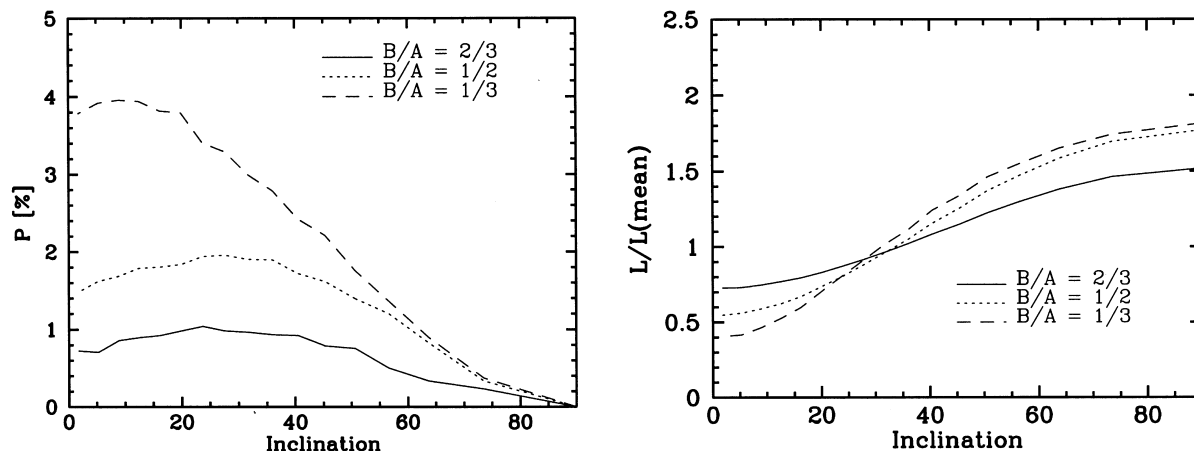 5
4
3
2
1
0
P [%]
B/A = 2/3
B/A = 1/2
B/A = 1/3
0 20 40 60 80
Inclination
2.5
2
1.5
1
0.5
0
L/L(mean)
B/A = 2/3
B/A = 1/2
B/A = 1/3
0 20 40 60 80
Inclination